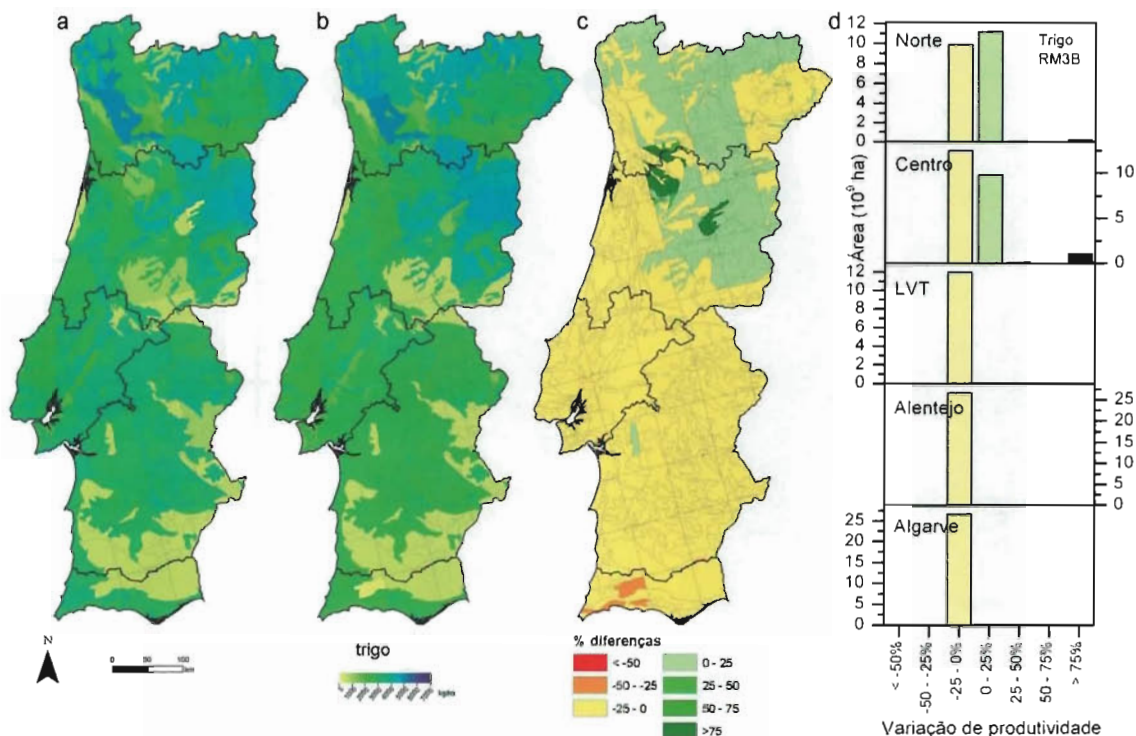 a
b
c
d
Norte
Trigo
RM3B
12
10
8
6
4
2
0
Centro
10
5
0
LVT
12
10
8
6
4
2
0
Alentejo
25
20
15
10
5
0
Algarve
25
20
15
10
5
0
Área (10⁹ ha)
< -50%
-50 - -25%
-25 - 0%
0 - 25%
25 - 50%
50 - 75%
> 75%
Variação de produtividade
N
0 50 100
km
trigo
% diferenças
< -50
-50 - -25
-25 - 0
0 - 25
25 - 50
50 - 75
>75